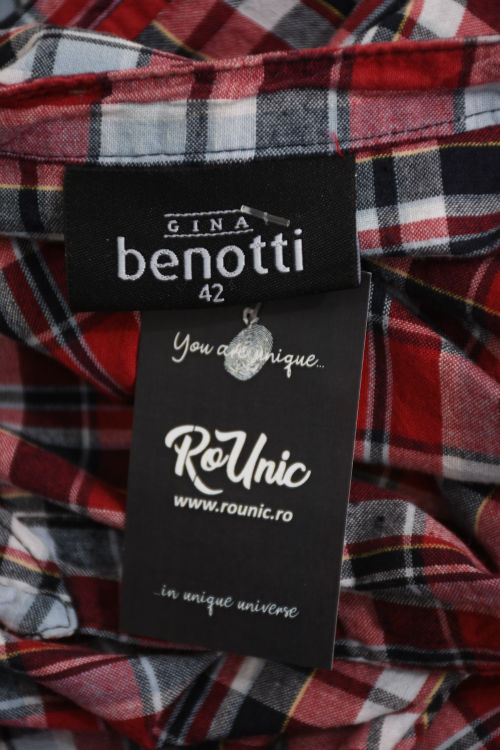 GINA
benotti
42
You are unique...
RoUnic
www.rounic.ro
...in unique universe